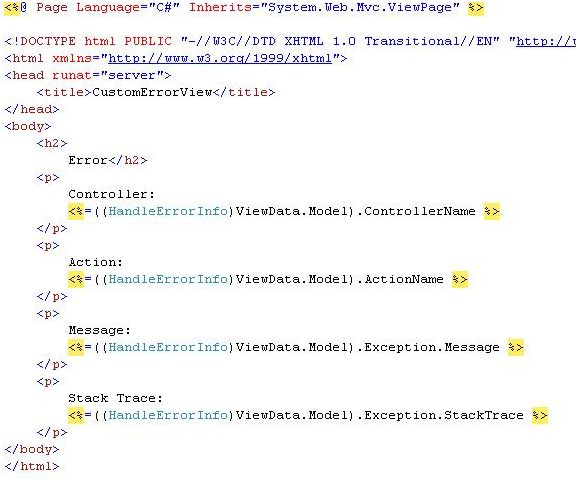 <%@ Page Language="C#" Inherits="System.Web.Mvc.ViewPage" %>
<!DOCTYPE html PUBLIC "-//W3C//DTD XHTML 1.0 Transitional//EN" "http://w
<html xmlns="http://www.w3.org/1999/xhtml">
<head runat="server">
<title>CustomErrorView</title>
</head>
<body>
<h2>
Error</h2>
<p>
Controller:
<%=((HandleErrorInfo)ViewData.Model).ControllerName %>
</p>
<p>
Action:
<%=((HandleErrorInfo)ViewData.Model).ActionName %>
</p>
<p>
Message:
<%=((HandleErrorInfo)ViewData.Model).Exception.Message %>
</p>
<p>
Stack Trace:
<%=((HandleErrorInfo)ViewData.Model).Exception.StackTrace %>
</p>
</body>
</html>